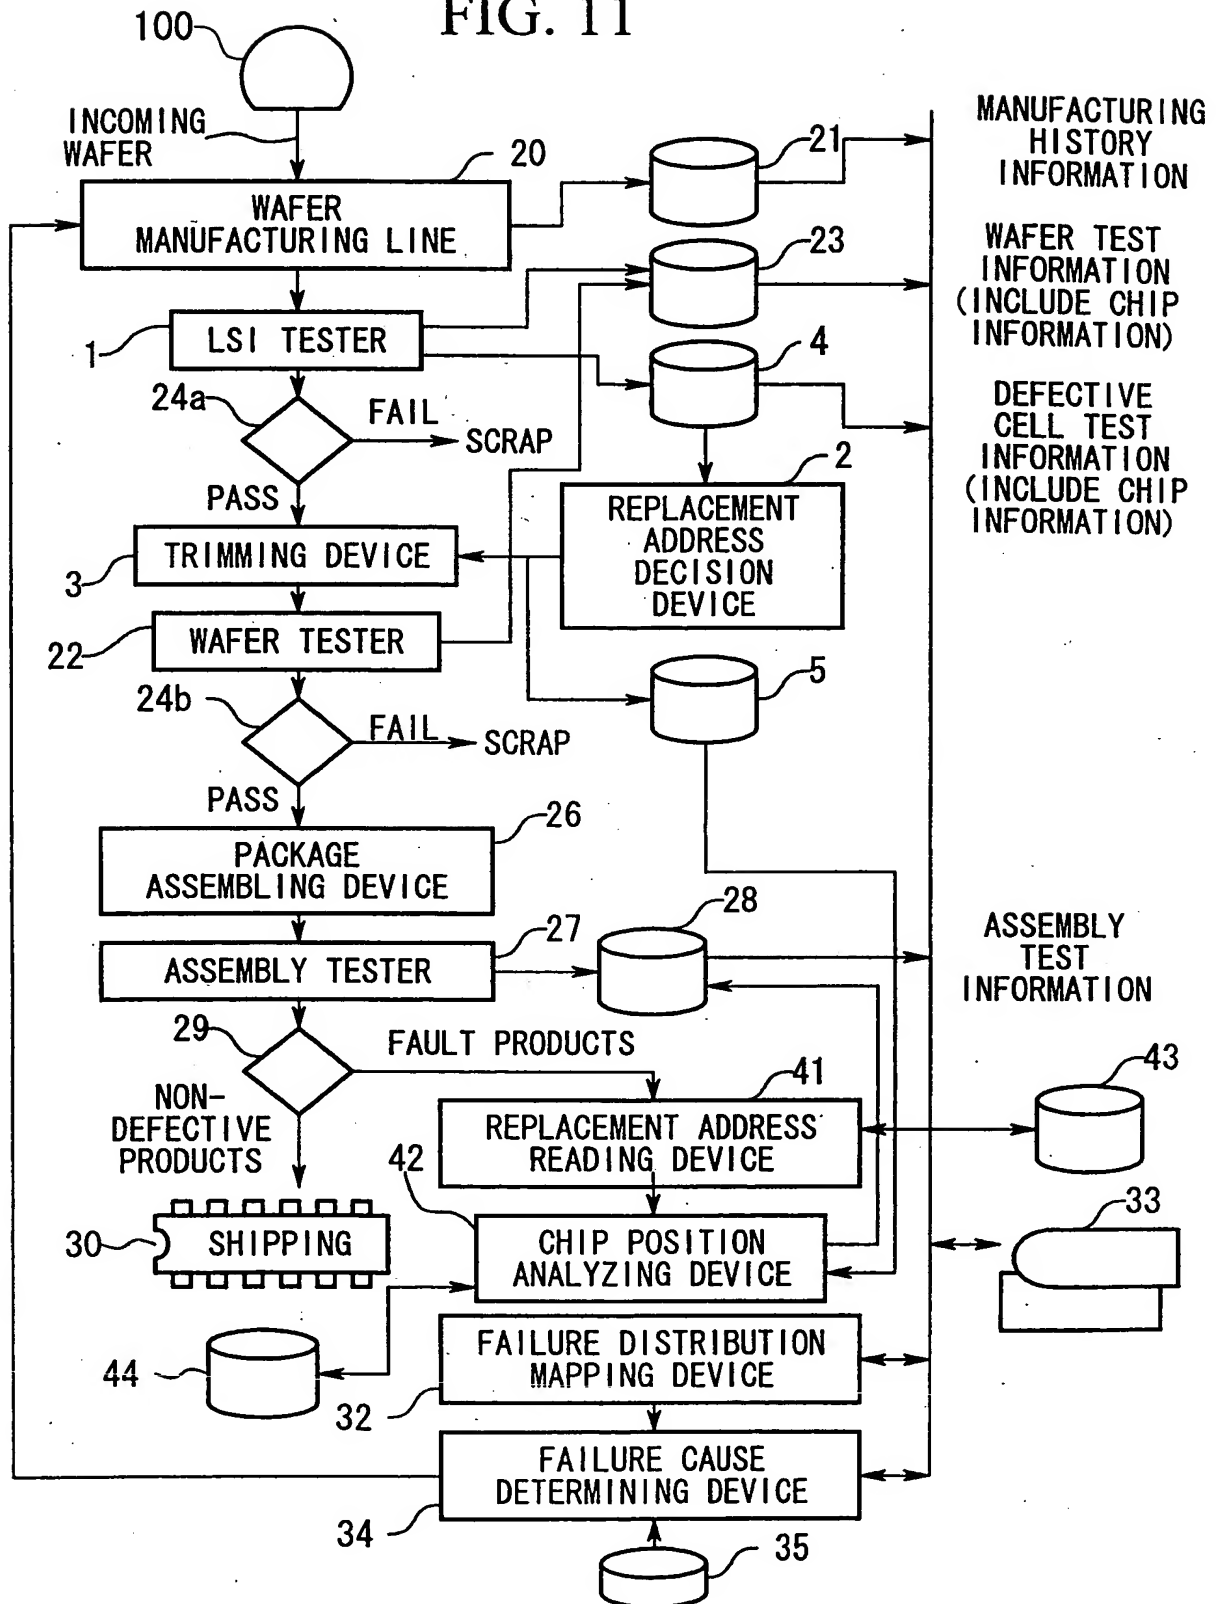 FIG. 11
100
INCOMING
WAFER
20
WAFER
MANUFACTURING LINE
21
MANUFACTURING
HISTORY
INFORMATION
23
WAFER TEST
INFORMATION
(INCLUDE CHIP
INFORMATION)
1
LSI TESTER
4
24a
FAIL
SCRAP
DEFECTIVE
CELL TEST
INFORMATION
(INCLUDE CHIP
INFORMATION)
PASS
2
REPLACEMENT
ADDRESS
DECISION
DEVICE
3
TRIMMING DEVICE
22
WAFER TESTER
5
24b
FAIL
SCRAP
PASS
26
PACKAGE
ASSEMBLING DEVICE
27
ASSEMBLY TESTER
28
ASSEMBLY
TEST
INFORMATION
29
FAULT PRODUCTS
NON-
DEFECTIVE
PRODUCTS
41
REPLACEMENT ADDRESS
READING DEVICE
43
42
30
SHIPPING
CHIP POSITION
ANALYZING DEVICE
33
44
FAILURE DISTRIBUTION
MAPPING DEVICE
32
FAILURE CAUSE
DETERMINING DEVICE
34
35